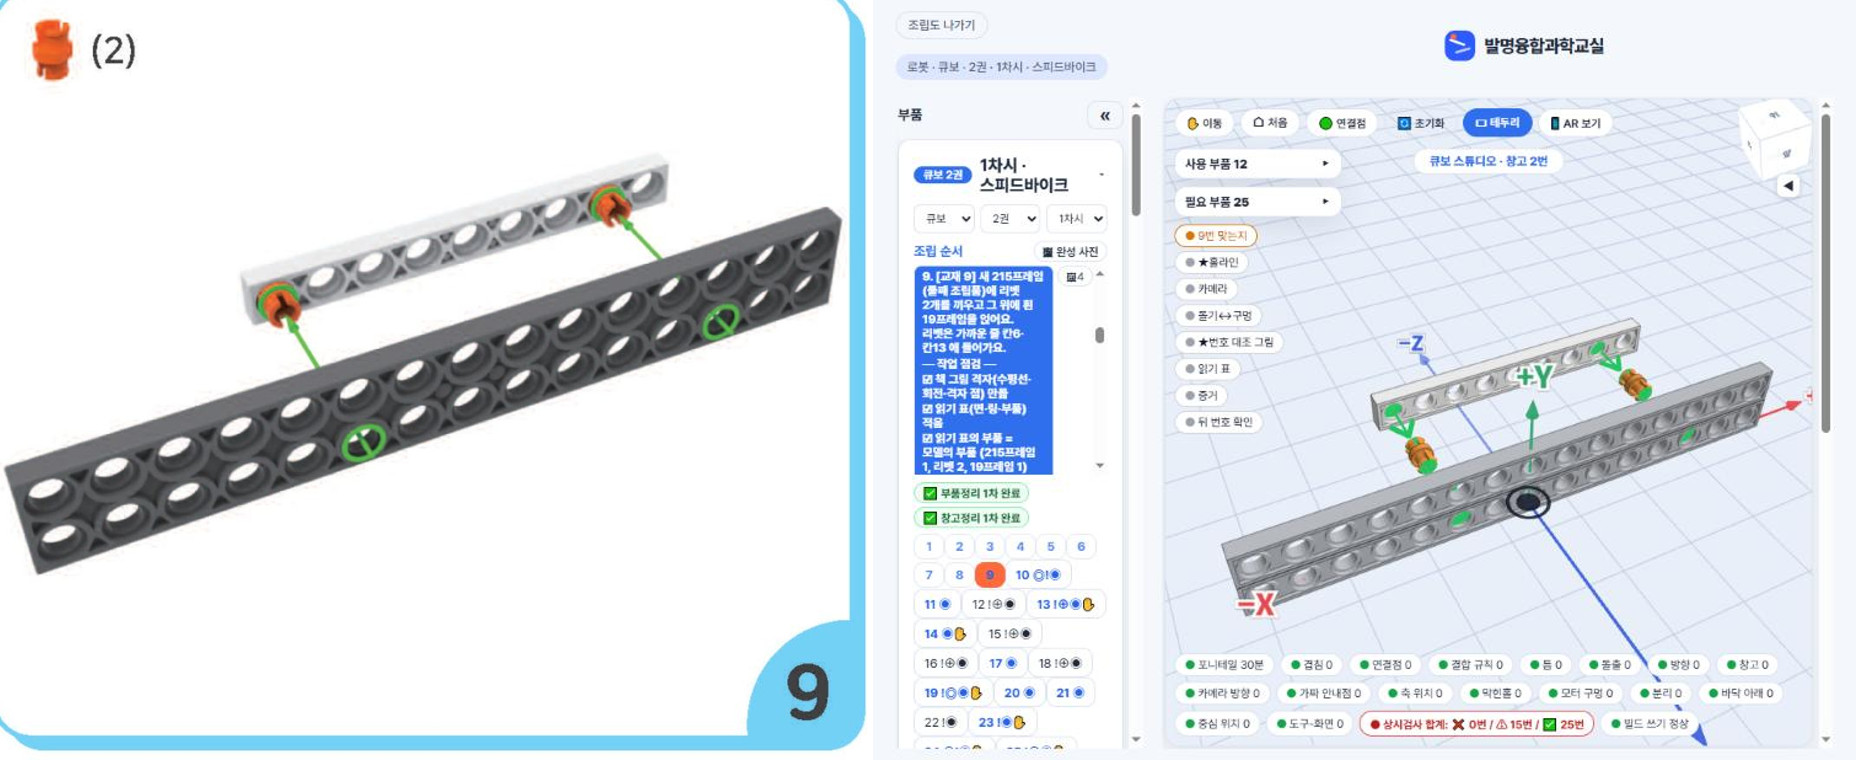 (2)
9
조립도 나가기
로봇 · 큐보 · 2권 · 1차시 · 스피드바이크
발명융합과학교실
부품
«
큐보 2권
1차시 ·
스피드바이크
큐보
2권
1차시
조립 순서
완성 사진
9. [교재 9] 새 215프레임
(둘째 조립품)에 리벳
2개를 끼우고 그 위에 흰
19프레임을 얹어요.
리벳은 가까운 줄 칸6·
칸13 에 들어가요.
— 작업 점검 —
☑ 책 그림 격자(수평선·
회전·격자 점) 만듦
☑ 읽기 표(면·링·부품)
적음
☑ 읽기 표의 부품 =
모델의 부품 (215프레임
1, 리벳 2, 19프레임 1)
4
✅ 부품정리 1차 완료
✅ 창고정리 1차 완료
1 2 3 4 5 6
7 8 9 10 ◎!◉
11 ◉ 12 !⊕◉ 13 !⊕◉✋
14 ◉✋ 15 !⊕◉
16 !⊕◉ 17 ◉ 18 !⊕◉
19 !◎◉✋ 20 ◉ 21 ◉
22 !◉ 23 !◉✋
이동
처음
연결점
초기화
테두리
AR 보기
사용 부품 12
큐보 스튜디오 · 창고 2번
필요 부품 25
9번 맞는지
★홈라인
카메라
돌기↔구멍
★번호 대조 그림
읽기 표
증거
뒤 번호 확인
−Z
+Y
−X
포니테일 30분
겹침 0
연결점 0
결합 규칙 0
틈 0
돌출 0
방향 0
창고 0
카메라 방향 0
가짜 안내점 0
축 위치 0
막힌홀 0
모터 구멍 0
분리 0
바닥 아래 0
중심 위치 0
도구-화면 0
상시검사 합계: ❌ 0번 / ⚠ 15번 / ✅ 25번
빌드 쓰기 정상